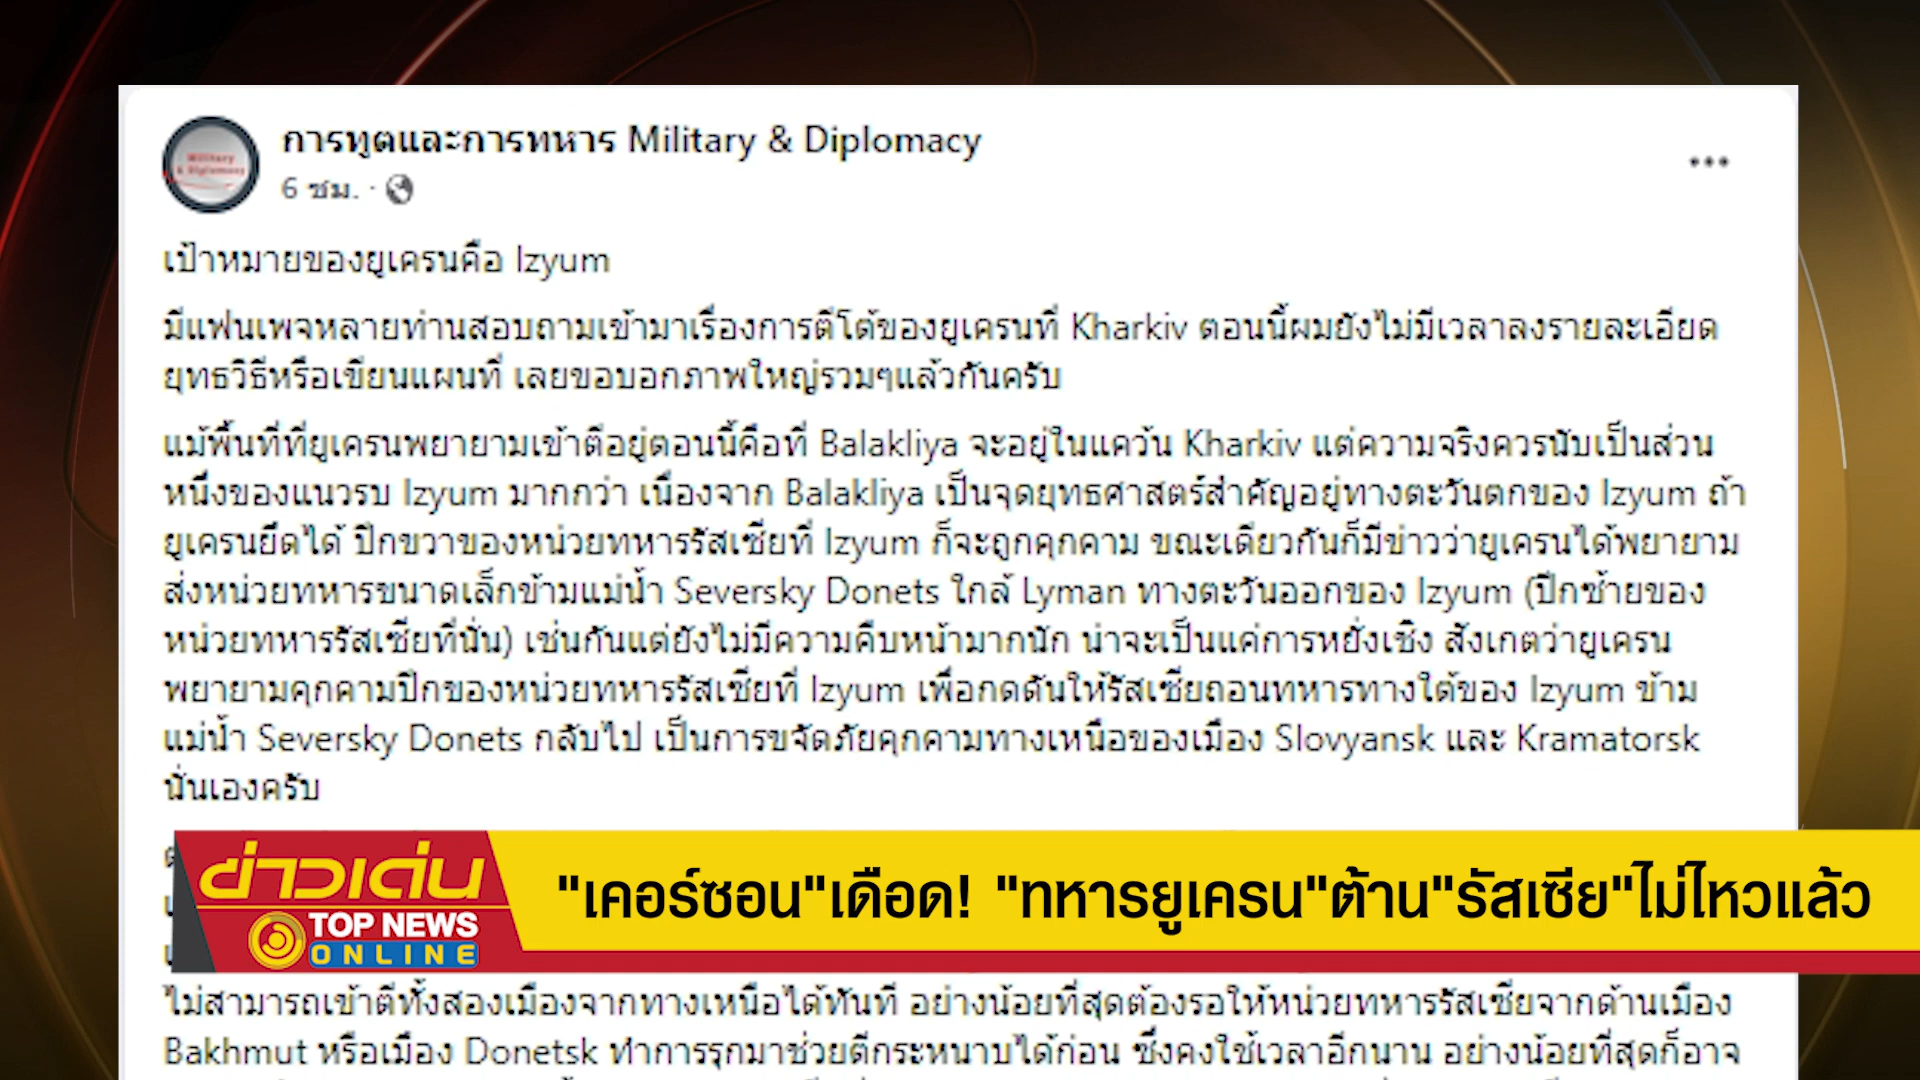 การทูตและการทหาร Military & Diplomacy
6 ชม. ·
เป้าหมายของยูเครนคือ Izyum
มีแฟนเพจหลายท่านสอบถามเข้ามาเรื่องการตีโต้ของยูเครนที่ Kharkiv ตอนนี้ผมยังไม่มีเวลาลงรายละเอียด
ยุทธวิธีหรือเขียนแผนที่ เลยขอบอกภาพใหญ่รวมๆแล้วกันครับ
แม้พื้นที่ที่ยูเครนพยายามเข้าตีอยู่ตอนนี้คือที่ Balakliya จะอยู่ในแคว้น Kharkiv แต่ความจริงควรนับเป็นส่วน
หนึ่งของแนวรบ Izyum มากกว่า เนื่องจาก Balakliya เป็นจุดยุทธศาสตร์สำคัญอยู่ทางตะวันตกของ Izyum ถ้า
ยูเครนยึดได้ ปีกขวาของหน่วยทหารรัสเซียที่ Izyum ก็จะถูกคุกคาม ขณะเดียวกันก็มีข่าวว่ายูเครนได้พยายาม
ส่งหน่วยทหารขนาดเล็กข้ามแม่น้ำ Seversky Donets ใกล้ Lyman ทางตะวันออกของ Izyum (ปีกซ้ายของ
หน่วยทหารรัสเซียที่นั่น) เช่นกันแต่ยังไม่มีความคืบหน้ามากนัก น่าจะเป็นแค่การหยั่งเชิง สังเกตว่ายูเครน
พยายามคุกคามปีกของหน่วยทหารรัสเซียที่ Izyum เพื่อกดดันให้รัสเซียถอนทหารทางใต้ของ Izyum ข้าม
แม่น้ำ Seversky Donets กลับไป เป็นการขจัดภัยคุกคามทางเหนือของเมือง Slovyansk และ Kramatorsk
นั่นเองครับ
ข่าวเด่น
TOP NEWS
ONLINE
"เคอร์ซอน"เดือด! "ทหารยูเครน"ต้าน"รัสเซีย"ไม่ไหวแล้ว
ไม่สามารถเข้าตีทั้งสองเมืองจากทางเหนือได้ทันที อย่างน้อยที่สุดต้องรอให้หน่วยทหารรัสเซียจากด้านเมือง
Bakhmut หรือเมือง Donetsk ทำการรุกมาช่วยตีกระหนาบได้ก่อน ซึ่งคงใช้เวลาอีกนาน อย่างน้อยที่สุดก็อาจ